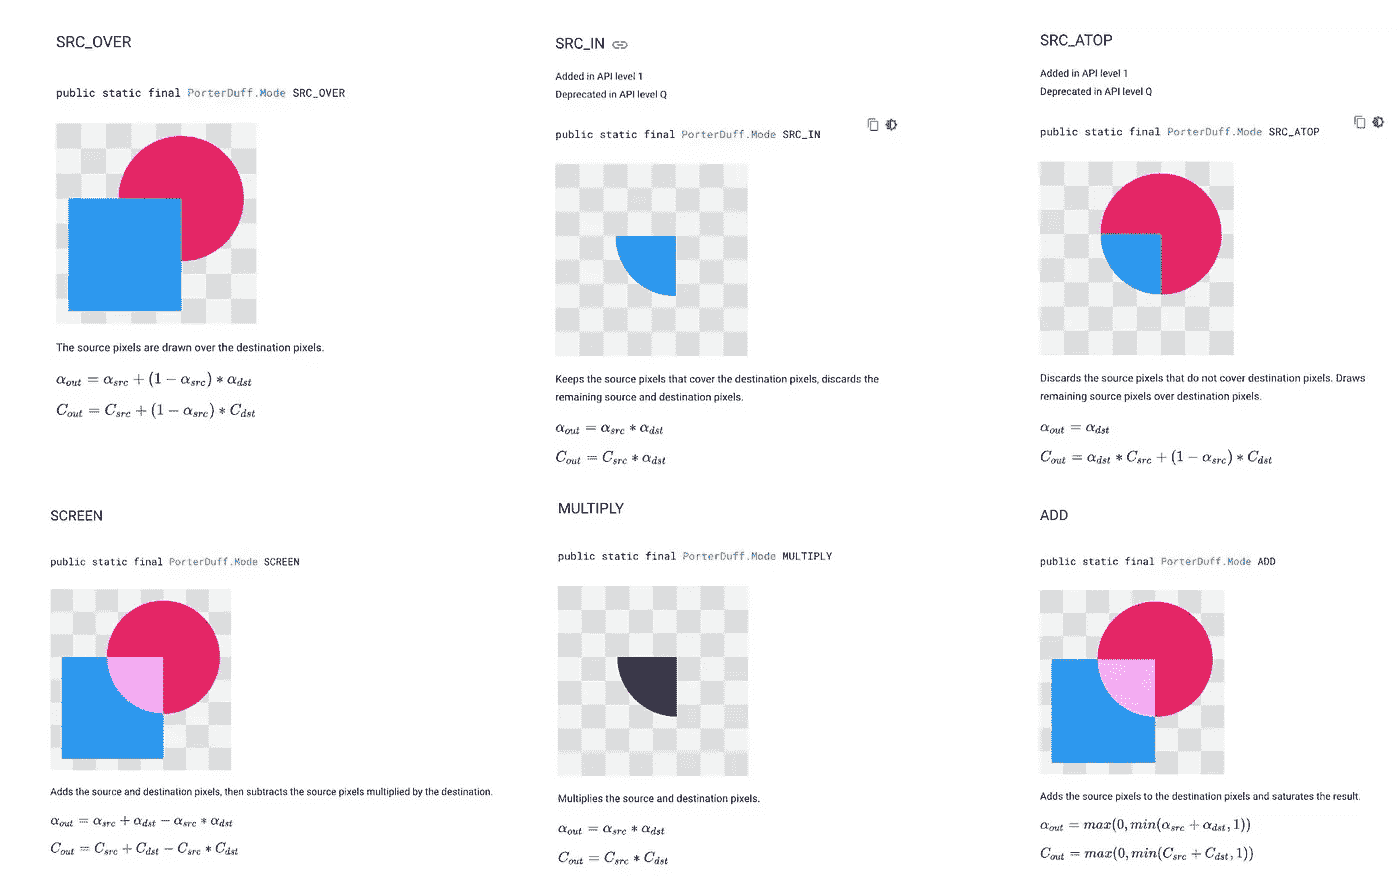 SRC_OVER
public static final PorterDuff.Mode SRC_OVER
The source pixels are drawn over the destination pixels.
α_out = α_src + (1 − α_src) * α_dst
C_out = C_src + (1 − α_src) * C_dst
SRC_IN
Added in API level 1
Deprecated in API level Q
public static final PorterDuff.Mode SRC_IN
Keeps the source pixels that cover the destination pixels, discards the
remaining source and destination pixels.
α_out = α_src * α_dst
C_out = C_src * α_dst
SRC_ATOP
Added in API level 1
Deprecated in API level Q
public static final PorterDuff.Mode SRC_ATOP
Discards the source pixels that do not cover destination pixels. Draws
remaining source pixels over destination pixels.
α_out = α_dst
C_out = α_dst * C_src + (1 − α_src) * C_dst
SCREEN
public static final PorterDuff.Mode SCREEN
Adds the source and destination pixels, then subtracts the source pixels multiplied by the destination.
α_out = α_src + α_dst − α_src * α_dst
C_out = C_src + C_dst − C_src * C_dst
MULTIPLY
public static final PorterDuff.Mode MULTIPLY
Multiplies the source and destination pixels.
α_out = α_src * α_dst
C_out = C_src * C_dst
ADD
public static final PorterDuff.Mode ADD
Adds the source pixels to the destination pixels and saturates the result.
α_out = max(0, min(α_src + α_dst, 1))
C_out = max(0, min(C_src + C_dst, 1))